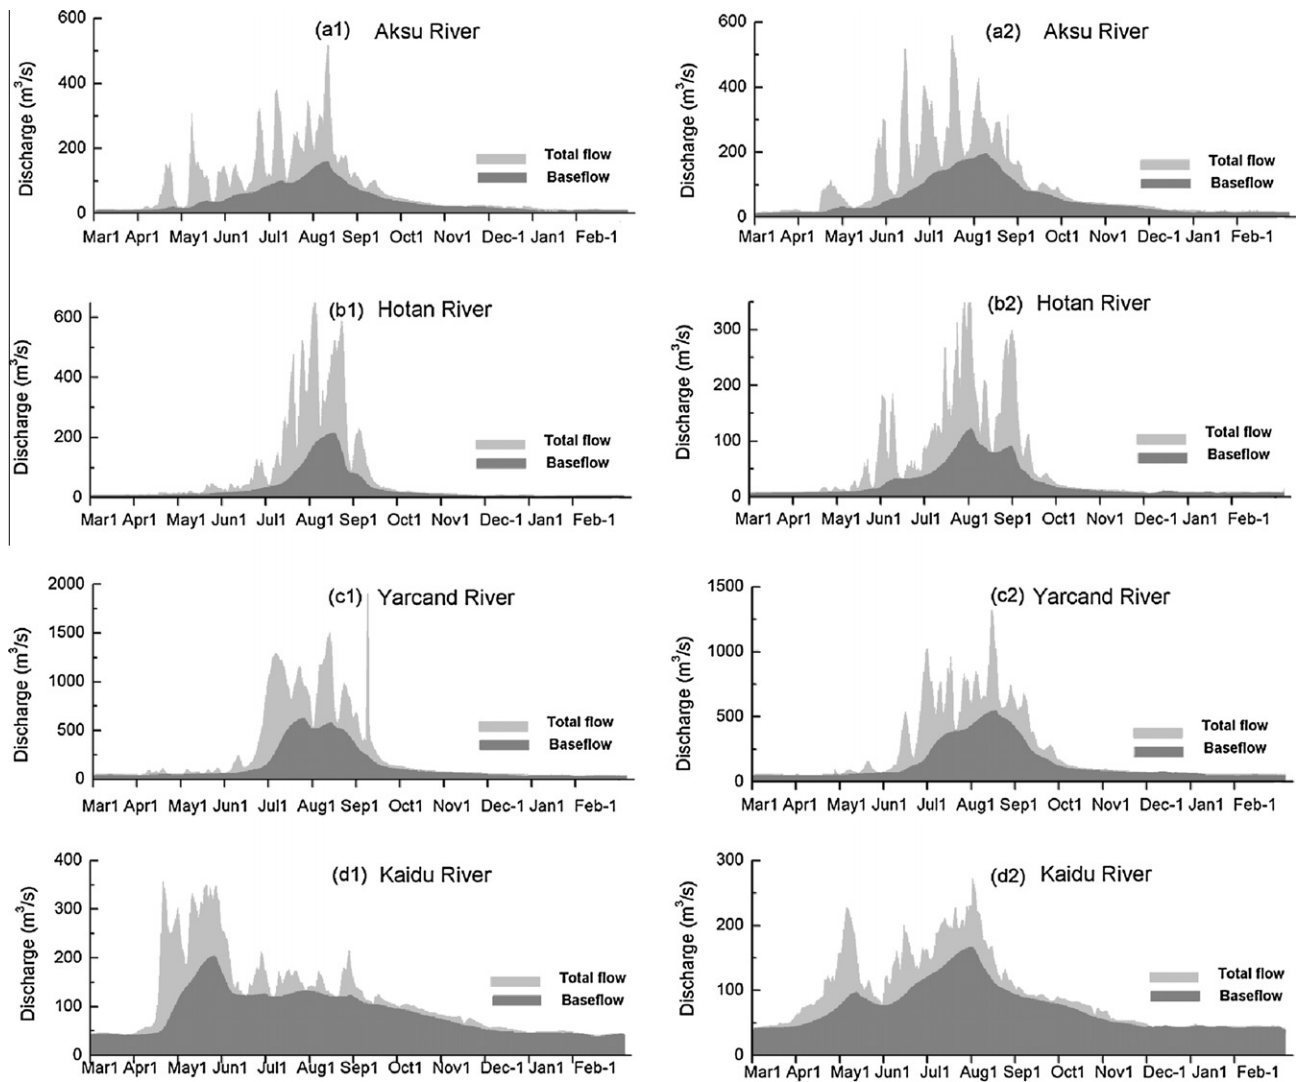 (a1) Aksu River
Discharge (m³/s)
600
400
200
0
Total flow
Baseflow
Mar1 Apr1 May1 Jun1 Jul1 Aug1 Sep1 Oct1 Nov1 Dec-1 Jan1 Feb-1
(a2) Aksu River
Discharge (m³/s)
600
400
200
0
Total flow
Baseflow
Mar1 Apr1 May1 Jun1 Jul1 Aug1 Sep1 Oct1 Nov1 Dec-1 Jan1 Feb-1
(b1) Hotan River
Discharge (m³/s)
600
400
200
0
Total flow
Baseflow
Mar1 Apr1 May1 Jun1 Jul1 Aug1 Sep1 Oct1 Nov1 Dec-1 Jan1 Feb-1
(b2) Hotan River
Discharge (m³/s)
300
200
100
0
Total flow
Baseflow
Mar1 Apr1 May1 Jun1 Jul1 Aug1 Sep1 Oct1 Nov1 Dec-1 Jan1 Feb-1
(c1) Yarcand River
Discharge (m³/s)
2000
1500
1000
500
0
Total flow
Baseflow
Mar1 Apr1 May1 Jun1 Jul1 Aug1 Sep1 Oct1 Nov1 Dec-1 Jan1 Feb-1
(c2) Yarcand River
Discharge (m³/s)
1500
1000
500
0
Total flow
Baseflow
Mar1 Apr1 May1 Jun1 Jul1 Aug1 Sep1 Oct1 Nov1 Dec-1 Jan1 Feb-1
(d1) Kaidu River
Discharge (m³/s)
400
300
200
100
0
Total flow
Baseflow
Mar1 Apr1 May1 Jun1 Jul1 Aug1 Sep1 Oct1 Nov1 Dec-1 Jan1 Feb-1
(d2) Kaidu River
Discharge (m³/s)
300
200
100
0
Total flow
Baseflow
Mar1 Apr1 May1 Jun1 Jul1 Aug1 Sep1 Oct1 Nov1 Dec-1 Jan1 Feb-1